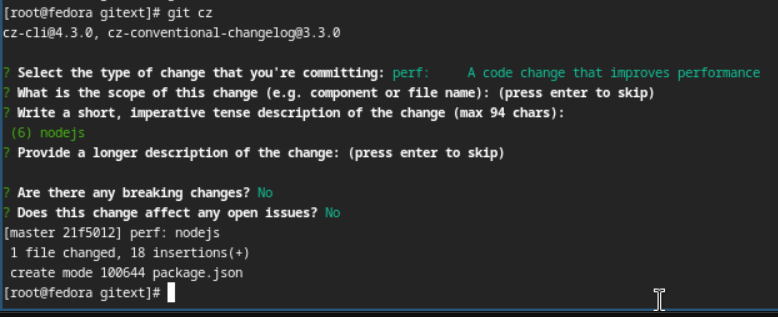 [root@fedora gitext]# git cz
cz-cli@4.3.0, cz-conventional-changelog@3.3.0
? Select the type of change that you're committing: perf:     A code change that improves performance
? What is the scope of this change (e.g. component or file name): (press enter to skip)
? Write a short, imperative tense description of the change (max 94 chars):
 (6) nodejs
? Provide a longer description of the change: (press enter to skip)
? Are there any breaking changes? No
? Does this change affect any open issues? No
[master 21f5012] perf: nodejs
 1 file changed, 18 insertions(+)
 create mode 100644 package.json
[root@fedora gitext]#